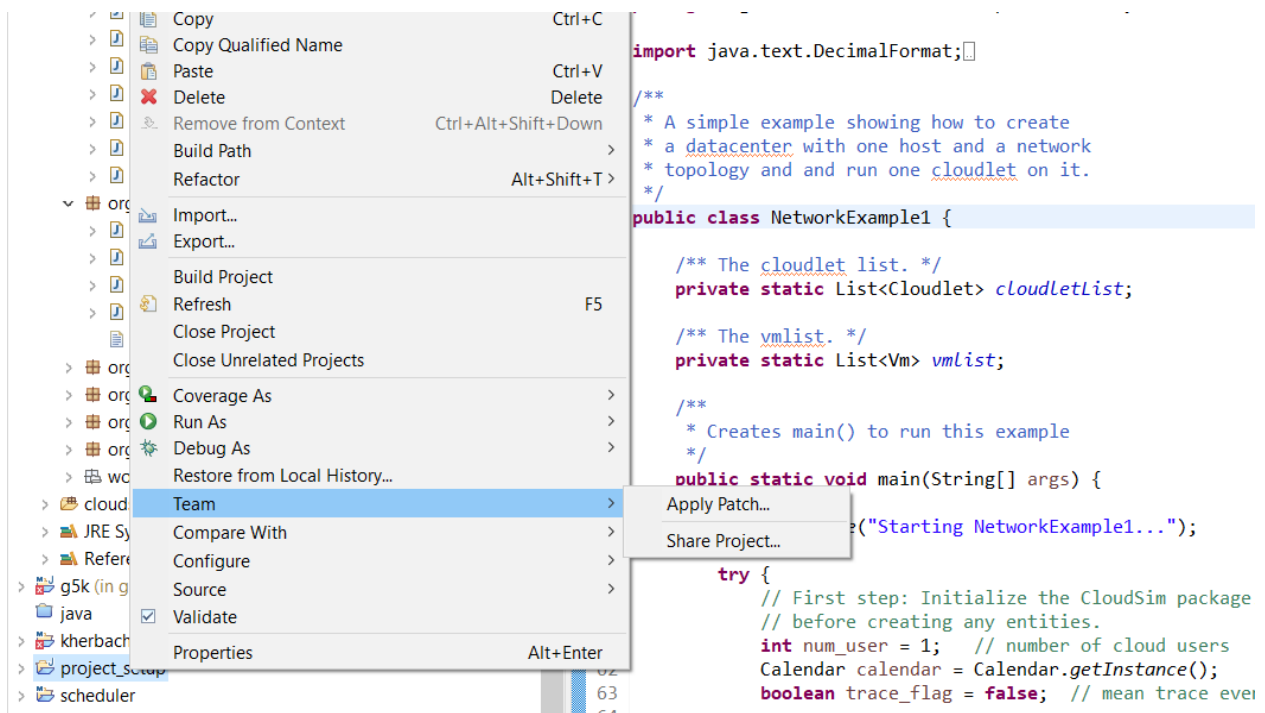 Copy Ctrl+C
Copy Qualified Name
Paste Ctrl+V
Delete Delete
Remove from Context Ctrl+Alt+Shift+Down
Build Path
Refactor Alt+Shift+T
Import...
Export...
Build Project
Refresh F5
Close Project
Close Unrelated Projects
Coverage As
Run As
Debug As
Restore from Local History...
Team
Compare With
Configure
Source
Validate
Properties Alt+Enter
Apply Patch...
Share Project...
org
org
org
org
org
wo
cloud
JRE Sy
Refere
g5k (in g
java
kherbach
project_setup
scheduler
import java.text.DecimalFormat;
/**
* A simple example showing how to create
* a datacenter with one host and a network
* topology and and run one cloudlet on it.
*/
public class NetworkExample1 {
/** The cloudlet list. */
private static List<Cloudlet> cloudletList;
/** The vmlist. */
private static List<Vm> vmlist;
/**
* Creates main() to run this example
*/
public static void main(String[] args) {
("Starting NetworkExample1...");
try {
// First step: Initialize the CloudSim package
// before creating any entities.
int num_user = 1; // number of cloud users
Calendar calendar = Calendar.getInstance();
63 boolean trace_flag = false; // mean trace even